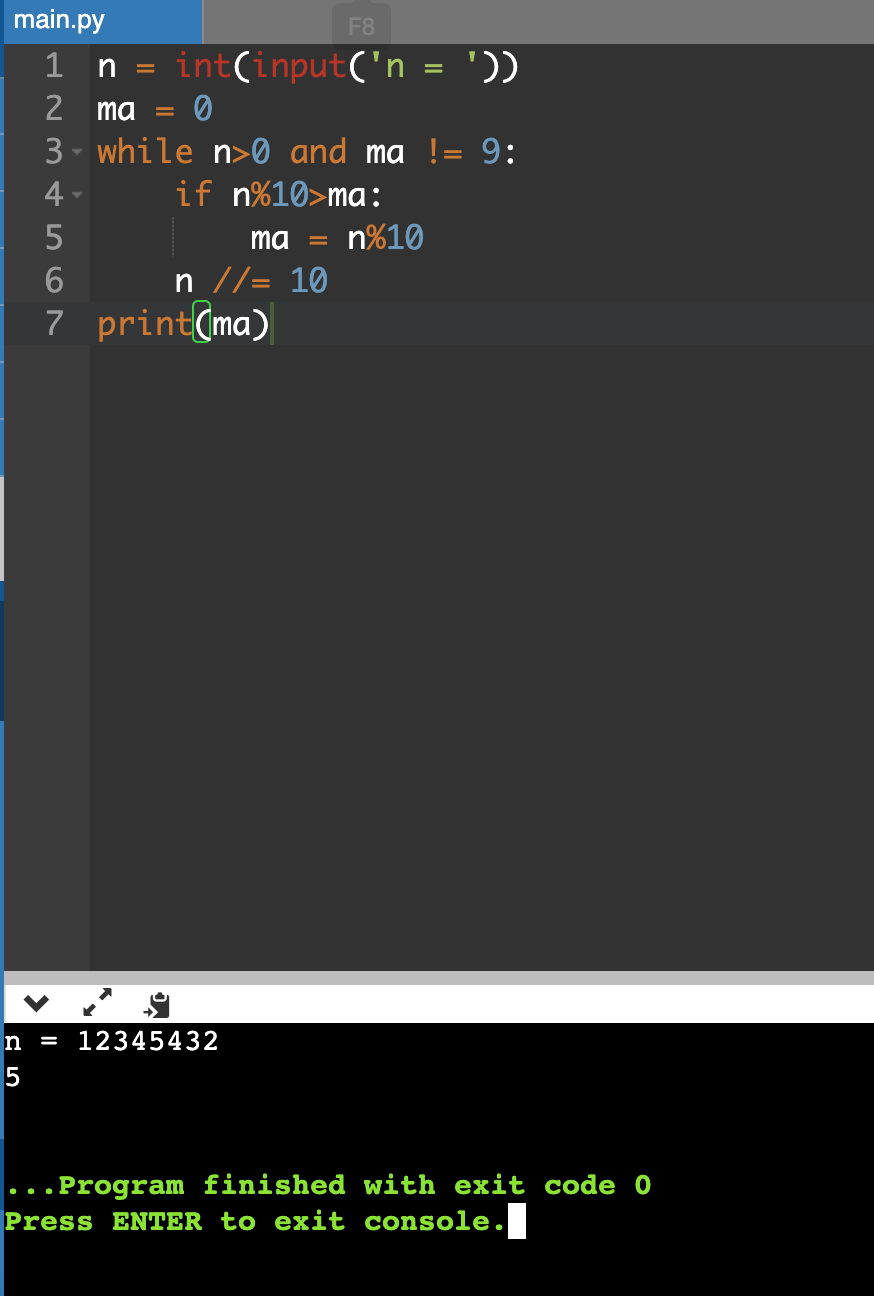 main.py
F8
1 n = int(input('n = '))
2 ma = 0
3 while n>0 and ma != 9:
4     if n%10>ma:
5         ma = n%10
6     n //= 10
7 print(ma)
n = 12345432
5
...Program finished with exit code 0
Press ENTER to exit console.